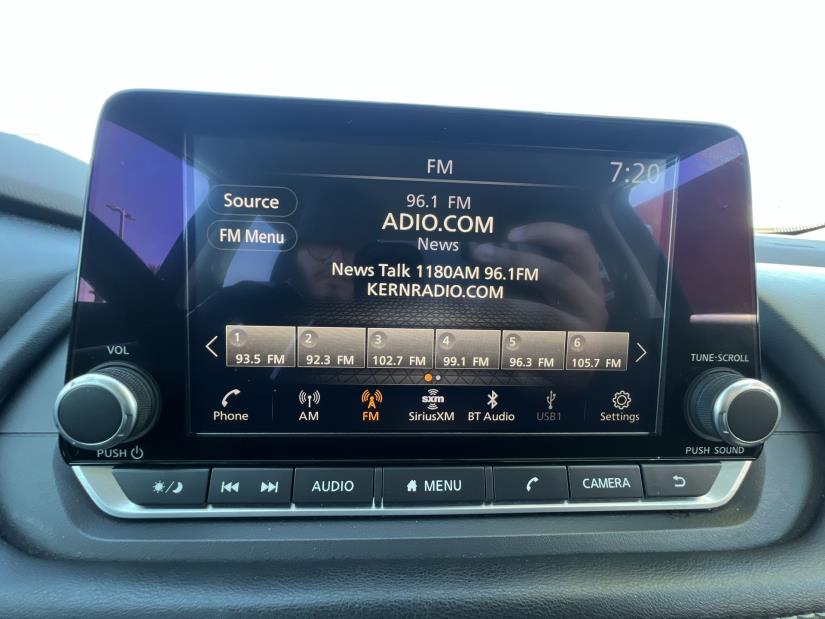 FM
7:20
Source
96.1 FM
ADIO.COM
FM Menu
News
News Talk 1180AM 96.1FM
KERNRADIO.COM
1 2 3 4 5 6
93.5 FM 92.3 FM 102.7 FM 99.1 FM 96.3 FM 105.7 FM
VOL
TUNE-SCROLL
sxm
Phone AM FM SiriusXM BT Audio USB1 Settings
PUSH
PUSH SOUND
AUDIO
MENU
CAMERA